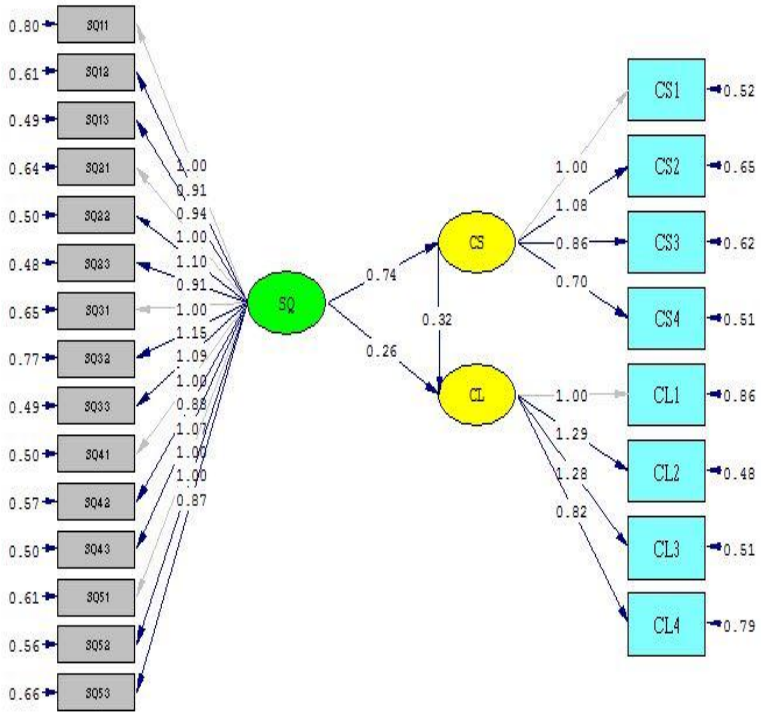 0.80 SQ11
0.61 SQ12
0.49 SQ13
0.64 SQ21
0.50 SQ22
0.48 SQ23
0.65 SQ31
0.77 SQ32
0.49 SQ33
0.50 SQ41
0.57 SQ42
0.50 SQ43
0.61 SQ51
0.56 SQ52
0.66 SQ53
1.00
0.91
0.94
1.00
1.10
0.91
1.00
1.15
1.09
1.00
0.88
1.07
1.00
1.00
0.87
SQ
0.74
0.26
CS
0.32
CL
1.00
1.08
0.86
0.70
1.00
1.29
1.28
0.82
CS1 0.52
CS2 0.65
CS3 0.62
CS4 0.51
CL1 0.86
CL2 0.48
CL3 0.51
CL4 0.79